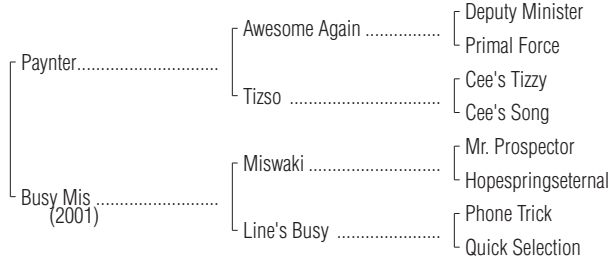 Deputy Minister
Awesome Again ..................
Primal Force
Paynter..................................
Cee's Tizzy
Tizso ....................................
Cee's Song
Mr. Prospector
Miswaki ................................
Hopespringseternal
Busy Mis ..............................
(2001)
Phone Trick
Line's Busy .........................
Quick Selection